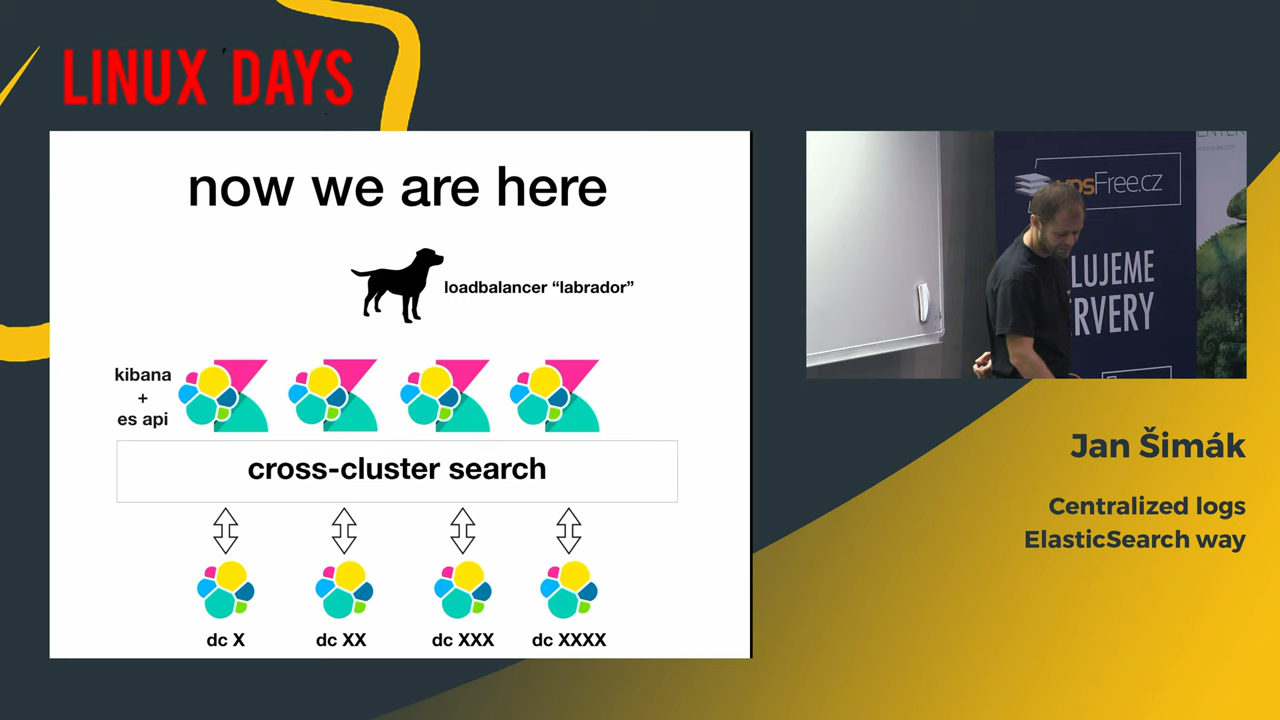 LINUX DAYS
now we are here
loadbalancer “labrador”
kibana
+
es api
cross-cluster search
dc X
dc XX
dc XXX
dc XXXX
vpsFree.cz
LUJEME
RVERY
Jan Šimák
Centralized logs
ElasticSearch way